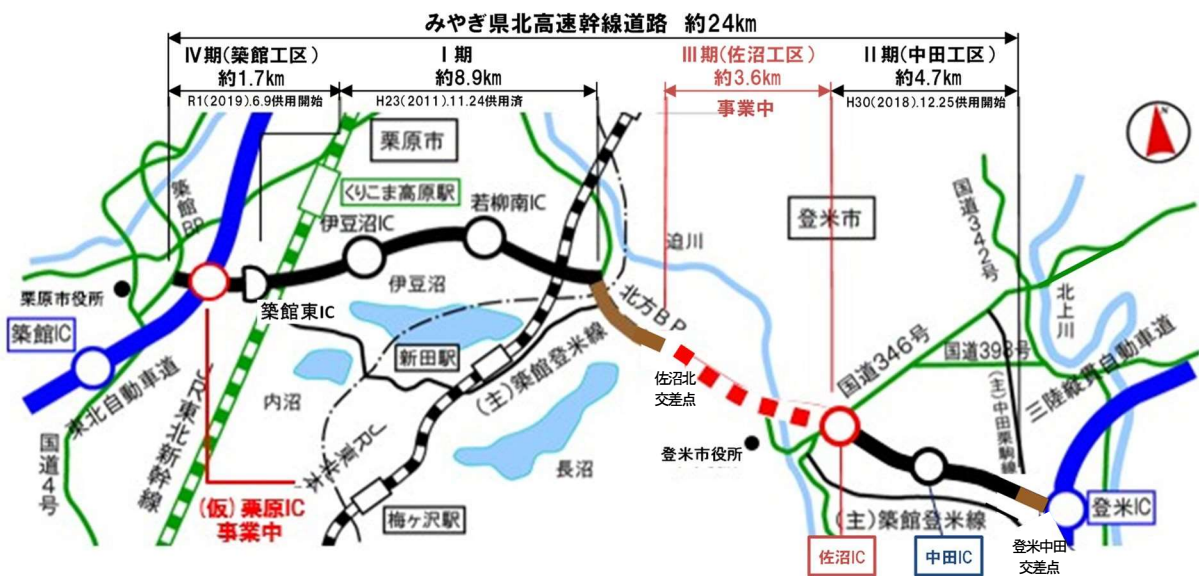 みやぎ県北高速幹線道路 約24km
Ⅳ期(築館工区)
約1.7km
R1(2019).6.9供用開始
Ⅰ期
約8.9km
H23(2011).11.24供用済
Ⅲ期(佐沼工区)
約3.6km
事業中
Ⅱ期(中田工区)
約4.7km
H30(2018).12.25供用開始
栗原市
築館BP
くりこま高原駅
若柳南IC
伊豆沼IC
迫川
登米市
国道342号
北上川
栗原市役所
築館東IC
伊豆沼
北方BP
築館IC
新田駅
(主)築館登米線
佐沼北
交差点
国道346号
国道398号
(主)中田栗駒線
三陸縦貫自動車道
東北自動車道
JR東北新幹線
内沼
国道4号
長沼
登米市役所
(仮)栗原IC
事業中
梅ヶ沢駅
(主)築館登米線
登米IC
佐沼IC
中田IC
登米中田
交差点